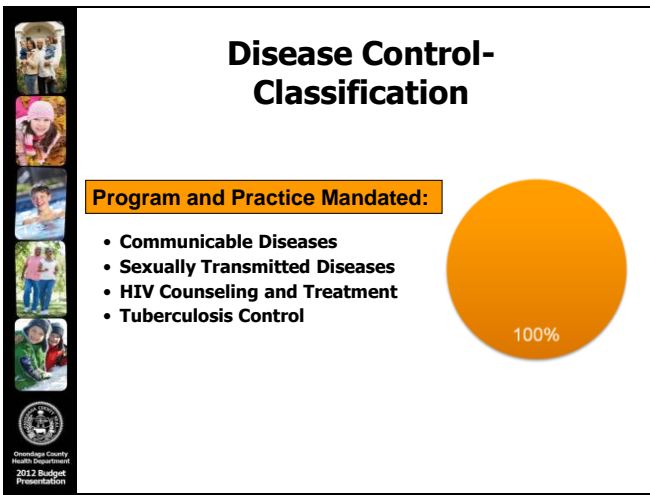 Disease Control-
Classification
Program and Practice Mandated:
• Communicable Diseases
• Sexually Transmitted Diseases
• HIV Counseling and Treatment
• Tuberculosis Control
100%
Onondaga County
Health Department
2012 Budget
Presentation